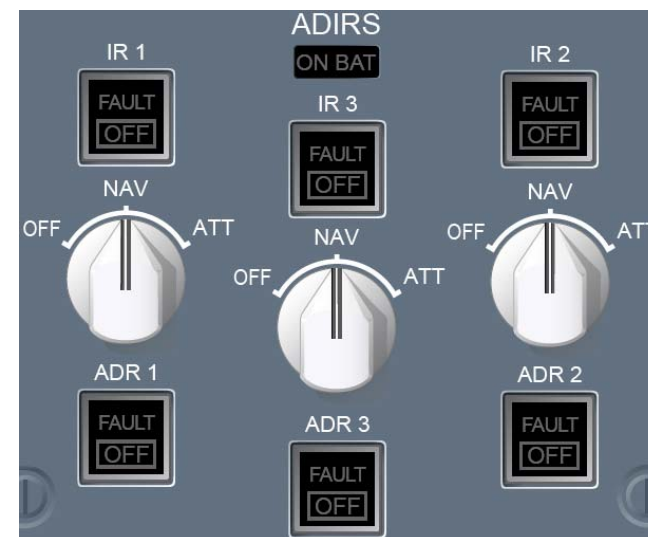 ADIRS
IR 1
ON BAT
IR 2
FAULT
OFF
IR 3
FAULT
OFF
FAULT
OFF
NAV
OFF
ATT
NAV
OFF
ATT
NAV
OFF
AT
ADR 1
FAULT
OFF
ADR 3
FAULT
OFF
ADR 2
FAULT
OFF